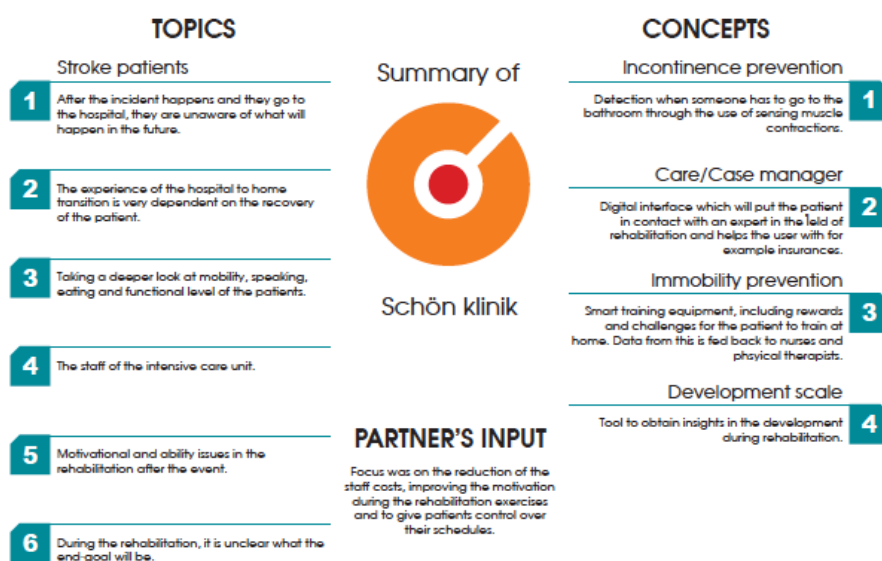 TOPICS
Stroke patients
1
After the incident happens and they go to
the hospital, they are unaware of what will
happen in the future.
2
The experience of the hospital to home
transition is very dependent on the recovery
of the patient.
3
Taking a deeper look at mobility, speaking,
eating and functional level of the patients.
4
The staff of the intensive care unit.
5
Motivational and ability issues in the
rehabilitation after the event.
6
During the rehabilitation, it is unclear what the
end-goal will be.
Summary of
Schön klinik
PARTNER'S INPUT
Focus was on the reduction of the
staff costs, improving the motivation
during the rehabilitation exercises
and to give patients control over
their schedules.
CONCEPTS
Incontinence prevention
1
Detection when someone has to go to the
bathroom through the use of sensing muscle
contractions.
Care/Case manager
2
Digital interface which will put the patient
in contact with an expert in the leld of
rehabilitation and helps the user with for
example insurances.
Immobility prevention
3
Smart training equipment, including rewards
and challenges for the patient to train at
home. Data from this is fed back to nurses and
phsyical therapists.
Development scale
4
Tool to obtain insights in the development
during rehabilitation.